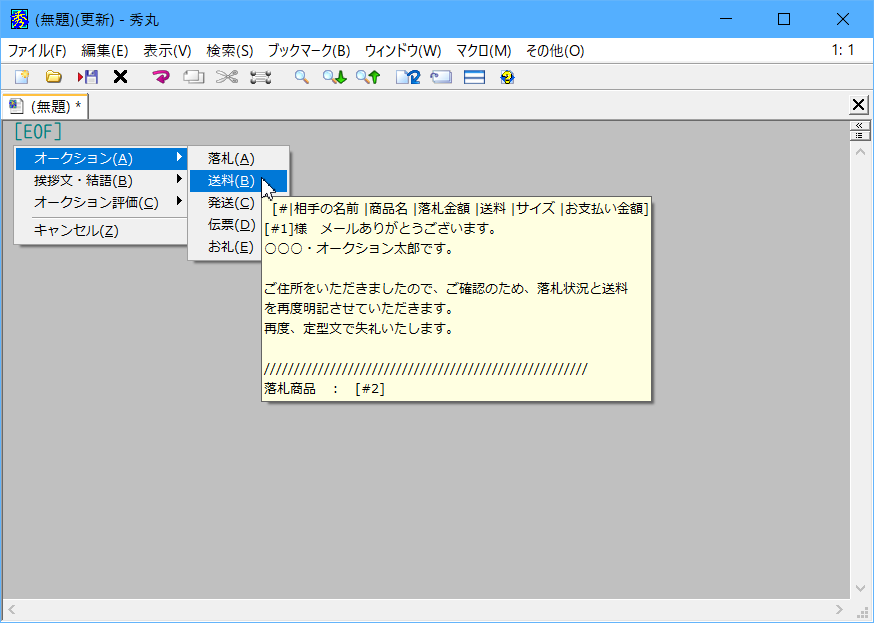 (無題)(更新) - 秀丸
ファイル(F) 編集(E) 表示(V) 検索(S) ブックマーク(B) ウィンドウ(W) マクロ(M) その他(O) 1: 1
(無題) *
[EOF]
オークション(A)
挨拶文・結語(B)
オークション評価(C)
キャンセル(Z)
落札(A)
送料(B)
発送(C)
伝票(D)
お礼(E)
[#|相手の名前 |商品名 |落札金額 |送料 |サイズ |お支払い金額]
[#1]様　メールありがとうございます。
○○○・オークション太郎です。
ご住所をいただきましたので、ご確認のため、落札状況と送料
を再度明記させていただきます。
再度、定型文で失礼いたします。
//////////////////////////////////////////////////////
落札商品　：　[#2]